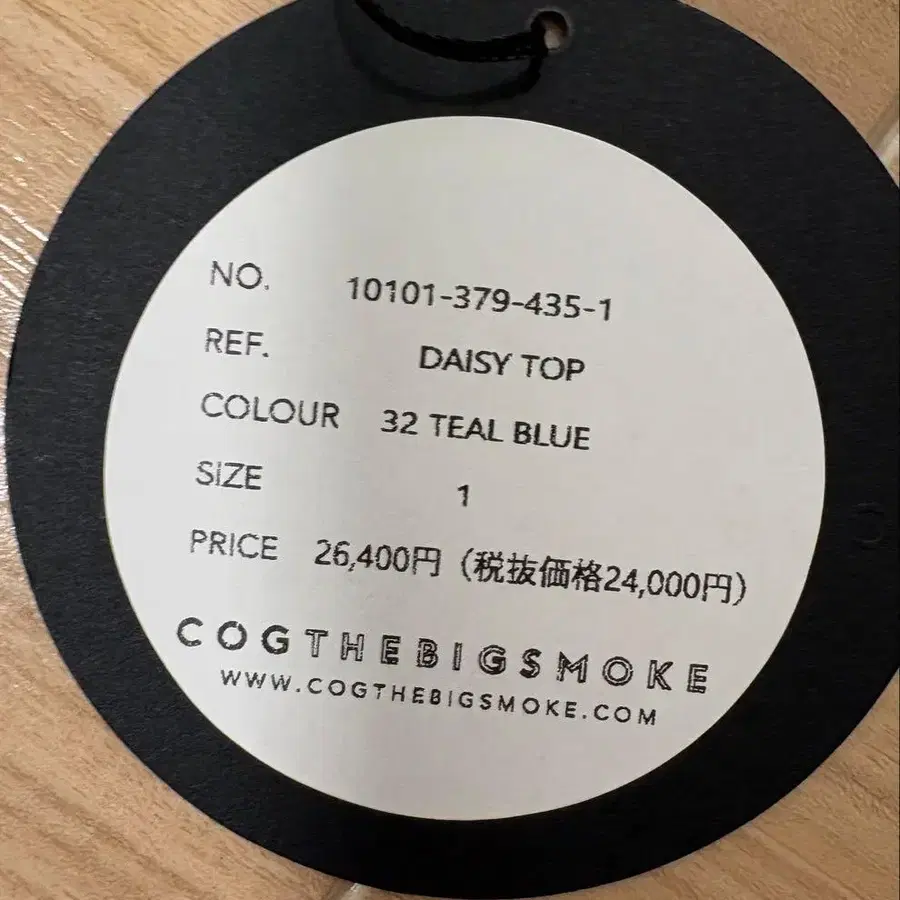 NO. 10101-379-435-1
REF. DAISY TOP
COLOUR 32 TEAL BLUE
SIZE 1
PRICE 26,400円（税抜価格24,000円）
COGTHEBIGSMOKE
WWW.COGTHEBIGSMOKE.COM